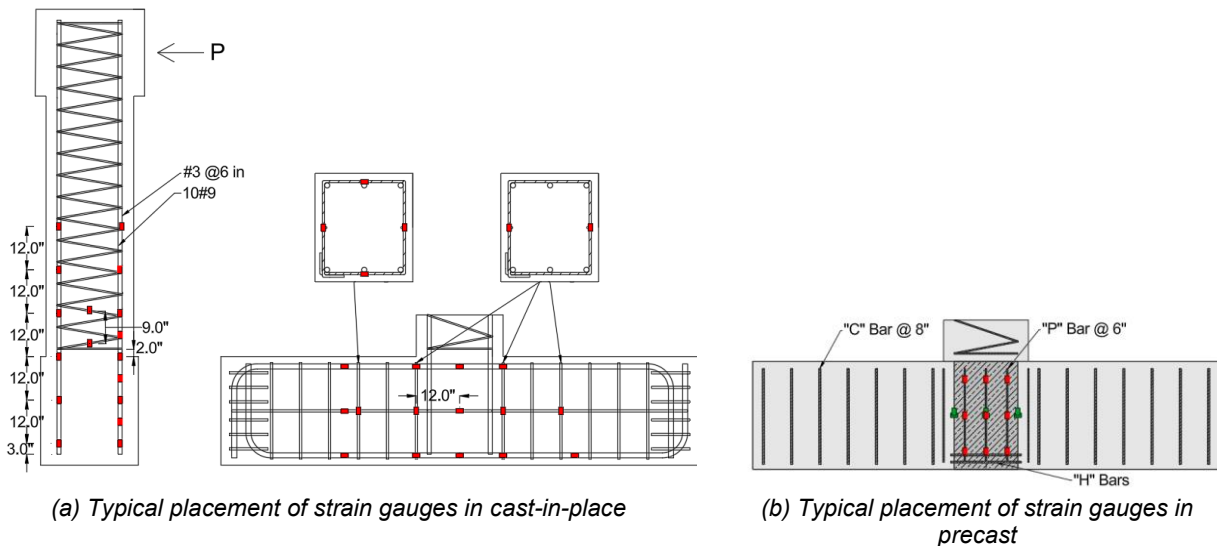 P
#3 @6 in
10#9
12.0"
12.0"
12.0"
9.0"
2.0"
12.0"
12.0"
3.0"
12.0"
"C" Bar @ 8"
"P" Bar @ 6"
"H" Bars
(a) Typical placement of strain gauges in cast-in-place
(b) Typical placement of strain gauges in
precast